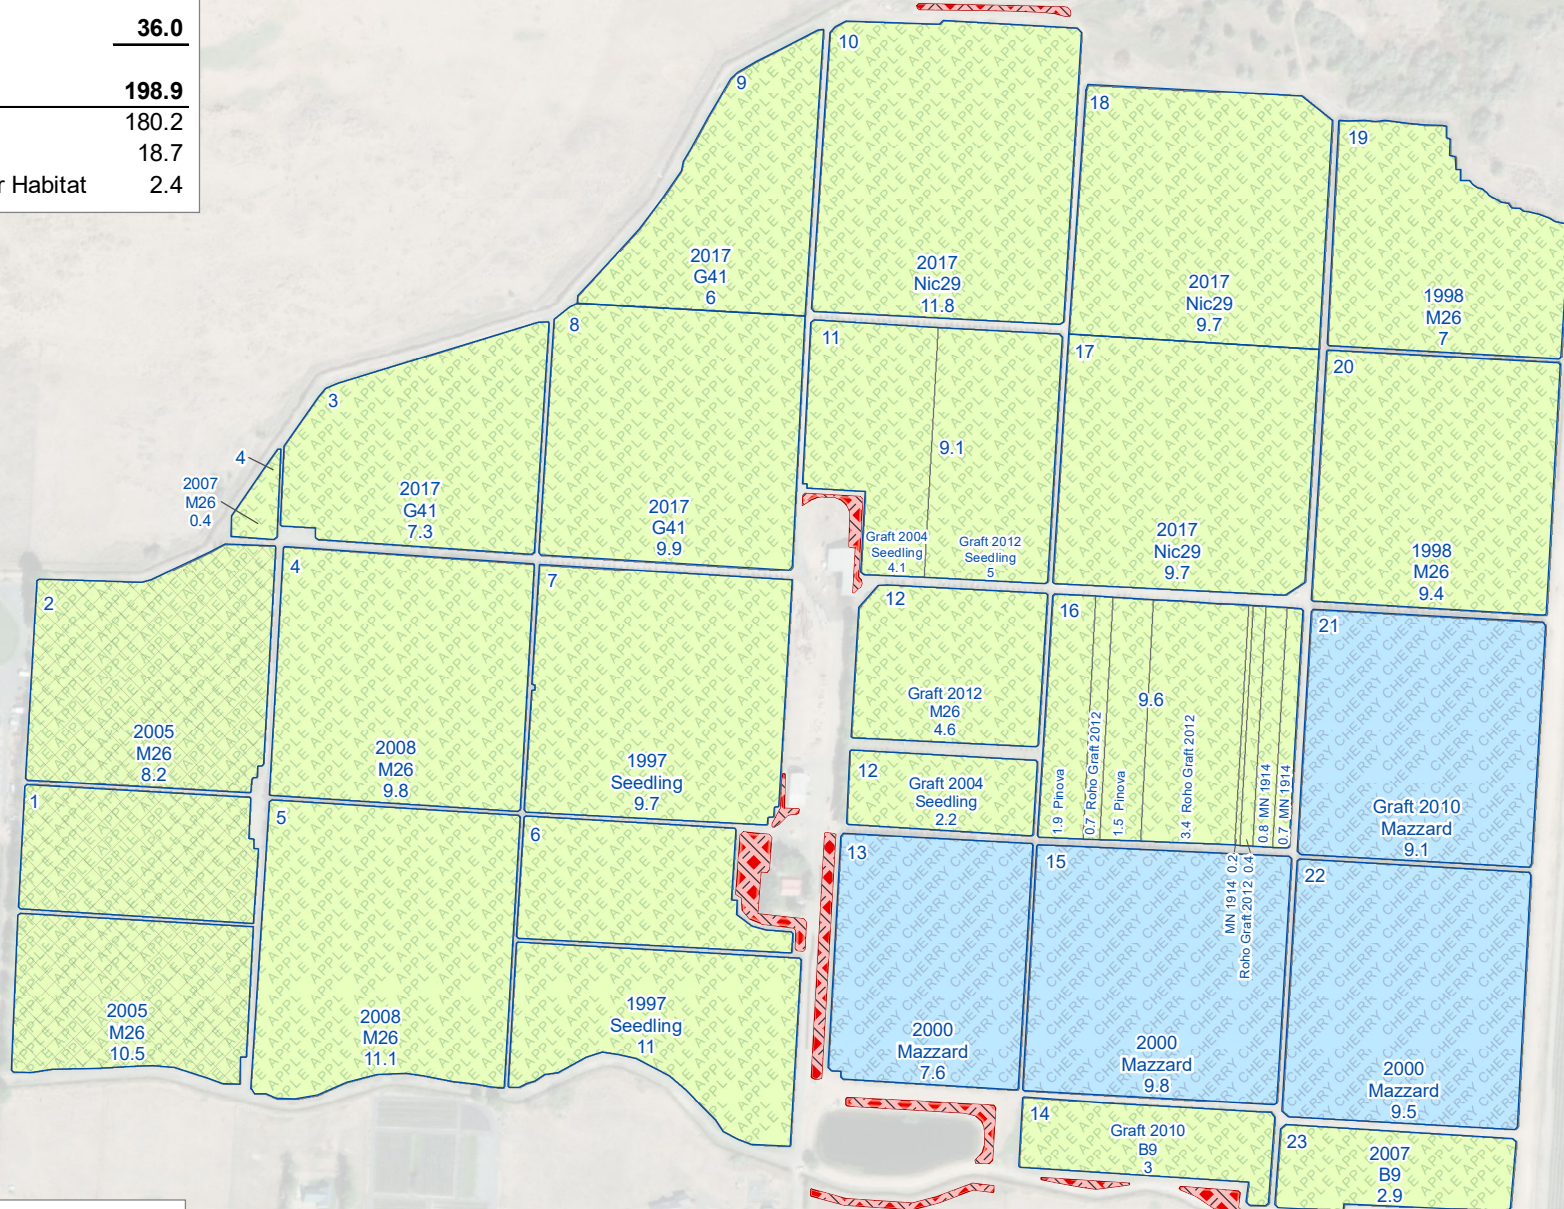 36.0
198.9
180.2
18.7
r Habitat 2.4
9
2017
G41
6
10
2017
Nic29
11.8
18
2017
Nic29
9.7
19
1998
M26
7
8
2017
G41
9.9
3
2017
G41
7.3
4
2007
M26
0.4
11
9.1
Graft 2004
Seedling
4.1
Graft 2012
Seedling
5
17
2017
Nic29
9.7
20
1998
M26
9.4
2
2005
M26
8.2
4
2008
M26
9.8
7
1997
Seedling
9.7
12
Graft 2012
M26
4.6
12
Graft 2004
Seedling
2.2
16
9.6
1.9 Pinova
0.7 Roho Graft 2012
1.5 Pinova
3.4 Roho Graft 2012
MN 1914 0.2
Roho Graft 2012 0.4
0.8 MN 1914
0.7 MN 1914
21
Graft 2010
Mazzard
9.1
1
2005
M26
10.5
5
2008
M26
11.1
6
1997
Seedling
11
13
2000
Mazzard
7.6
15
2000
Mazzard
9.8
22
2000
Mazzard
9.5
14
Graft 2010
B9
3
23
2007
B9
2.9
APPLE
CHERRY